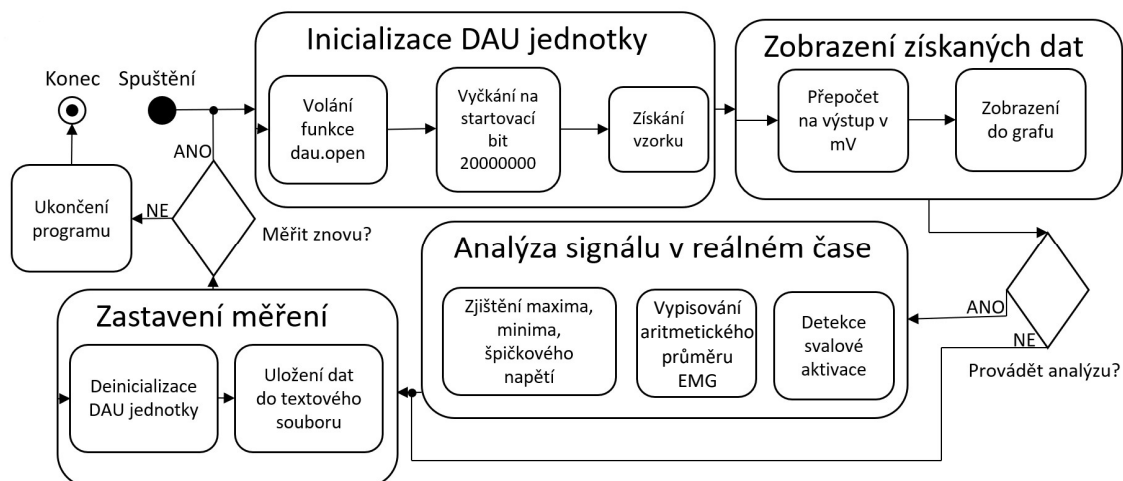 Konec
Spuštění
Inicializace DAU jednotky
Volání
funkce
dau.open
Vyčkání na
startovací
bit
20000000
Získání
vzorku
Zobrazení získaných dat
Přepočet
na výstup v
mV
Zobrazení
do grafu
ANO
NE
Měřit znovu?
Ukončení
programu
Analýza signálu v reálném čase
Zjištění maxima,
minima,
špičkového
napětí
Vypisování
aritmetického
průměru
EMG
Detekce
svalové
aktivace
ANO
NE
Provádět analýzu?
Zastavení měření
Deinicializace
DAU jednotky
Uložení dat
do textového
souboru